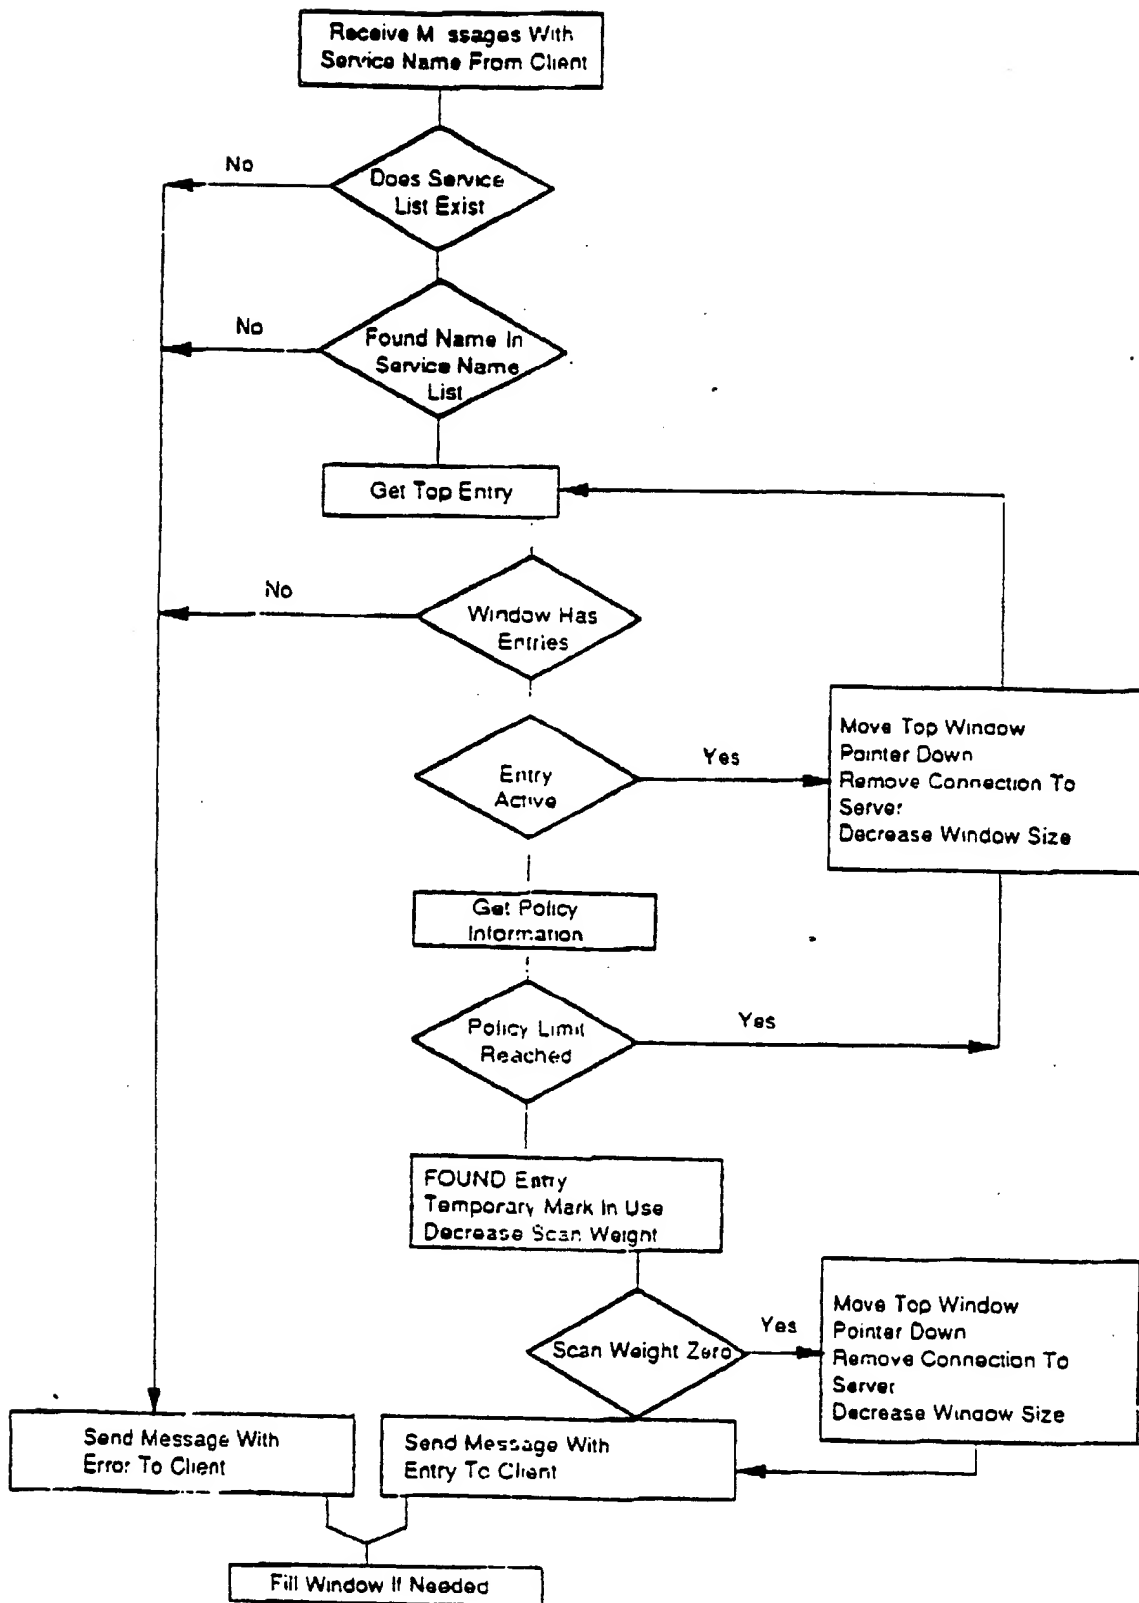 Receive M ssages With
Service Name From Client
No
Does Service
List Exist
No
Found Name In
Service Name
List
Get Top Entry
No
Window Has
Entries
Move Top Window
Pointer Down
Remove Connection To
Server
Decrease Window Size
Yes
Entry
Active
Get Policy
Information
Policy Limit
Reached
Yes
FOUND Entry
Temporary Mark In Use
Decrease Scan Weight
Scan Weight Zero
Yes
Move Top Window
Pointer Down
Remove Connection To
Server
Decrease Window Size
Send Message With
Error To Client
Send Message With
Entry To Client
Fill Window If Needed